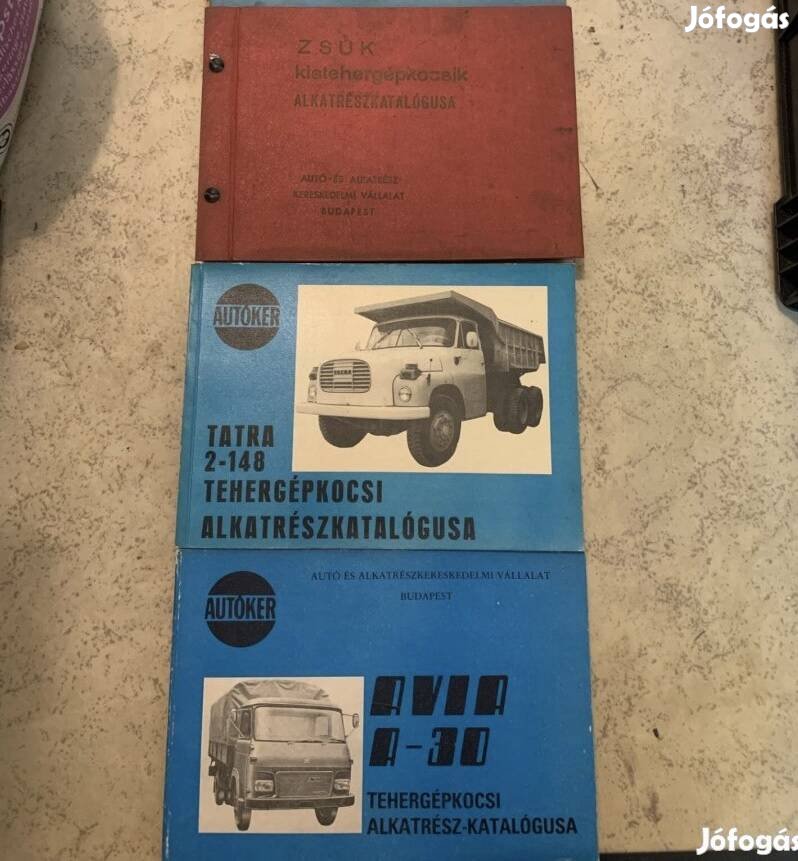 Jófogás
ZSUK
kistehergépkocsik
ALKATRÉSZKATALÓGUSA
AUTÓ-ÉS ALKATRÉSZ-
KERESKEDELMI VÁLLALAT
BUDAPEST
AUTÓKER
TATRA
TATRA
2-148
TEHERGÉPKOCSI
ALKATRÉSZKATALÓGUSA
AUTÓ ÉS ALKATRÉSZKERESKEDELMI VÁLLALAT
BUDAPEST
AUTÓKER
AVIA
A-30
TEHERGÉPKOCSI
ALKATRÉSZ-KATALÓGUSA
Jófogás